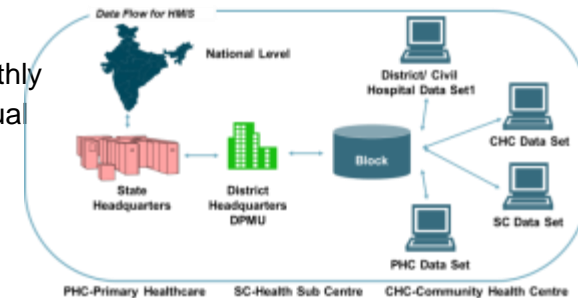 Data Flow for HMIS
thly
ual
National Level
District/ Civil
Hospital Data Set1
CHC Data Set
Block
State
Headquarters
District
Headquarters
DPMU
SC Data Set
PHC Data Set
PHC-Primary Healthcare SC-Health Sub Centre CHC-Community Health Centre